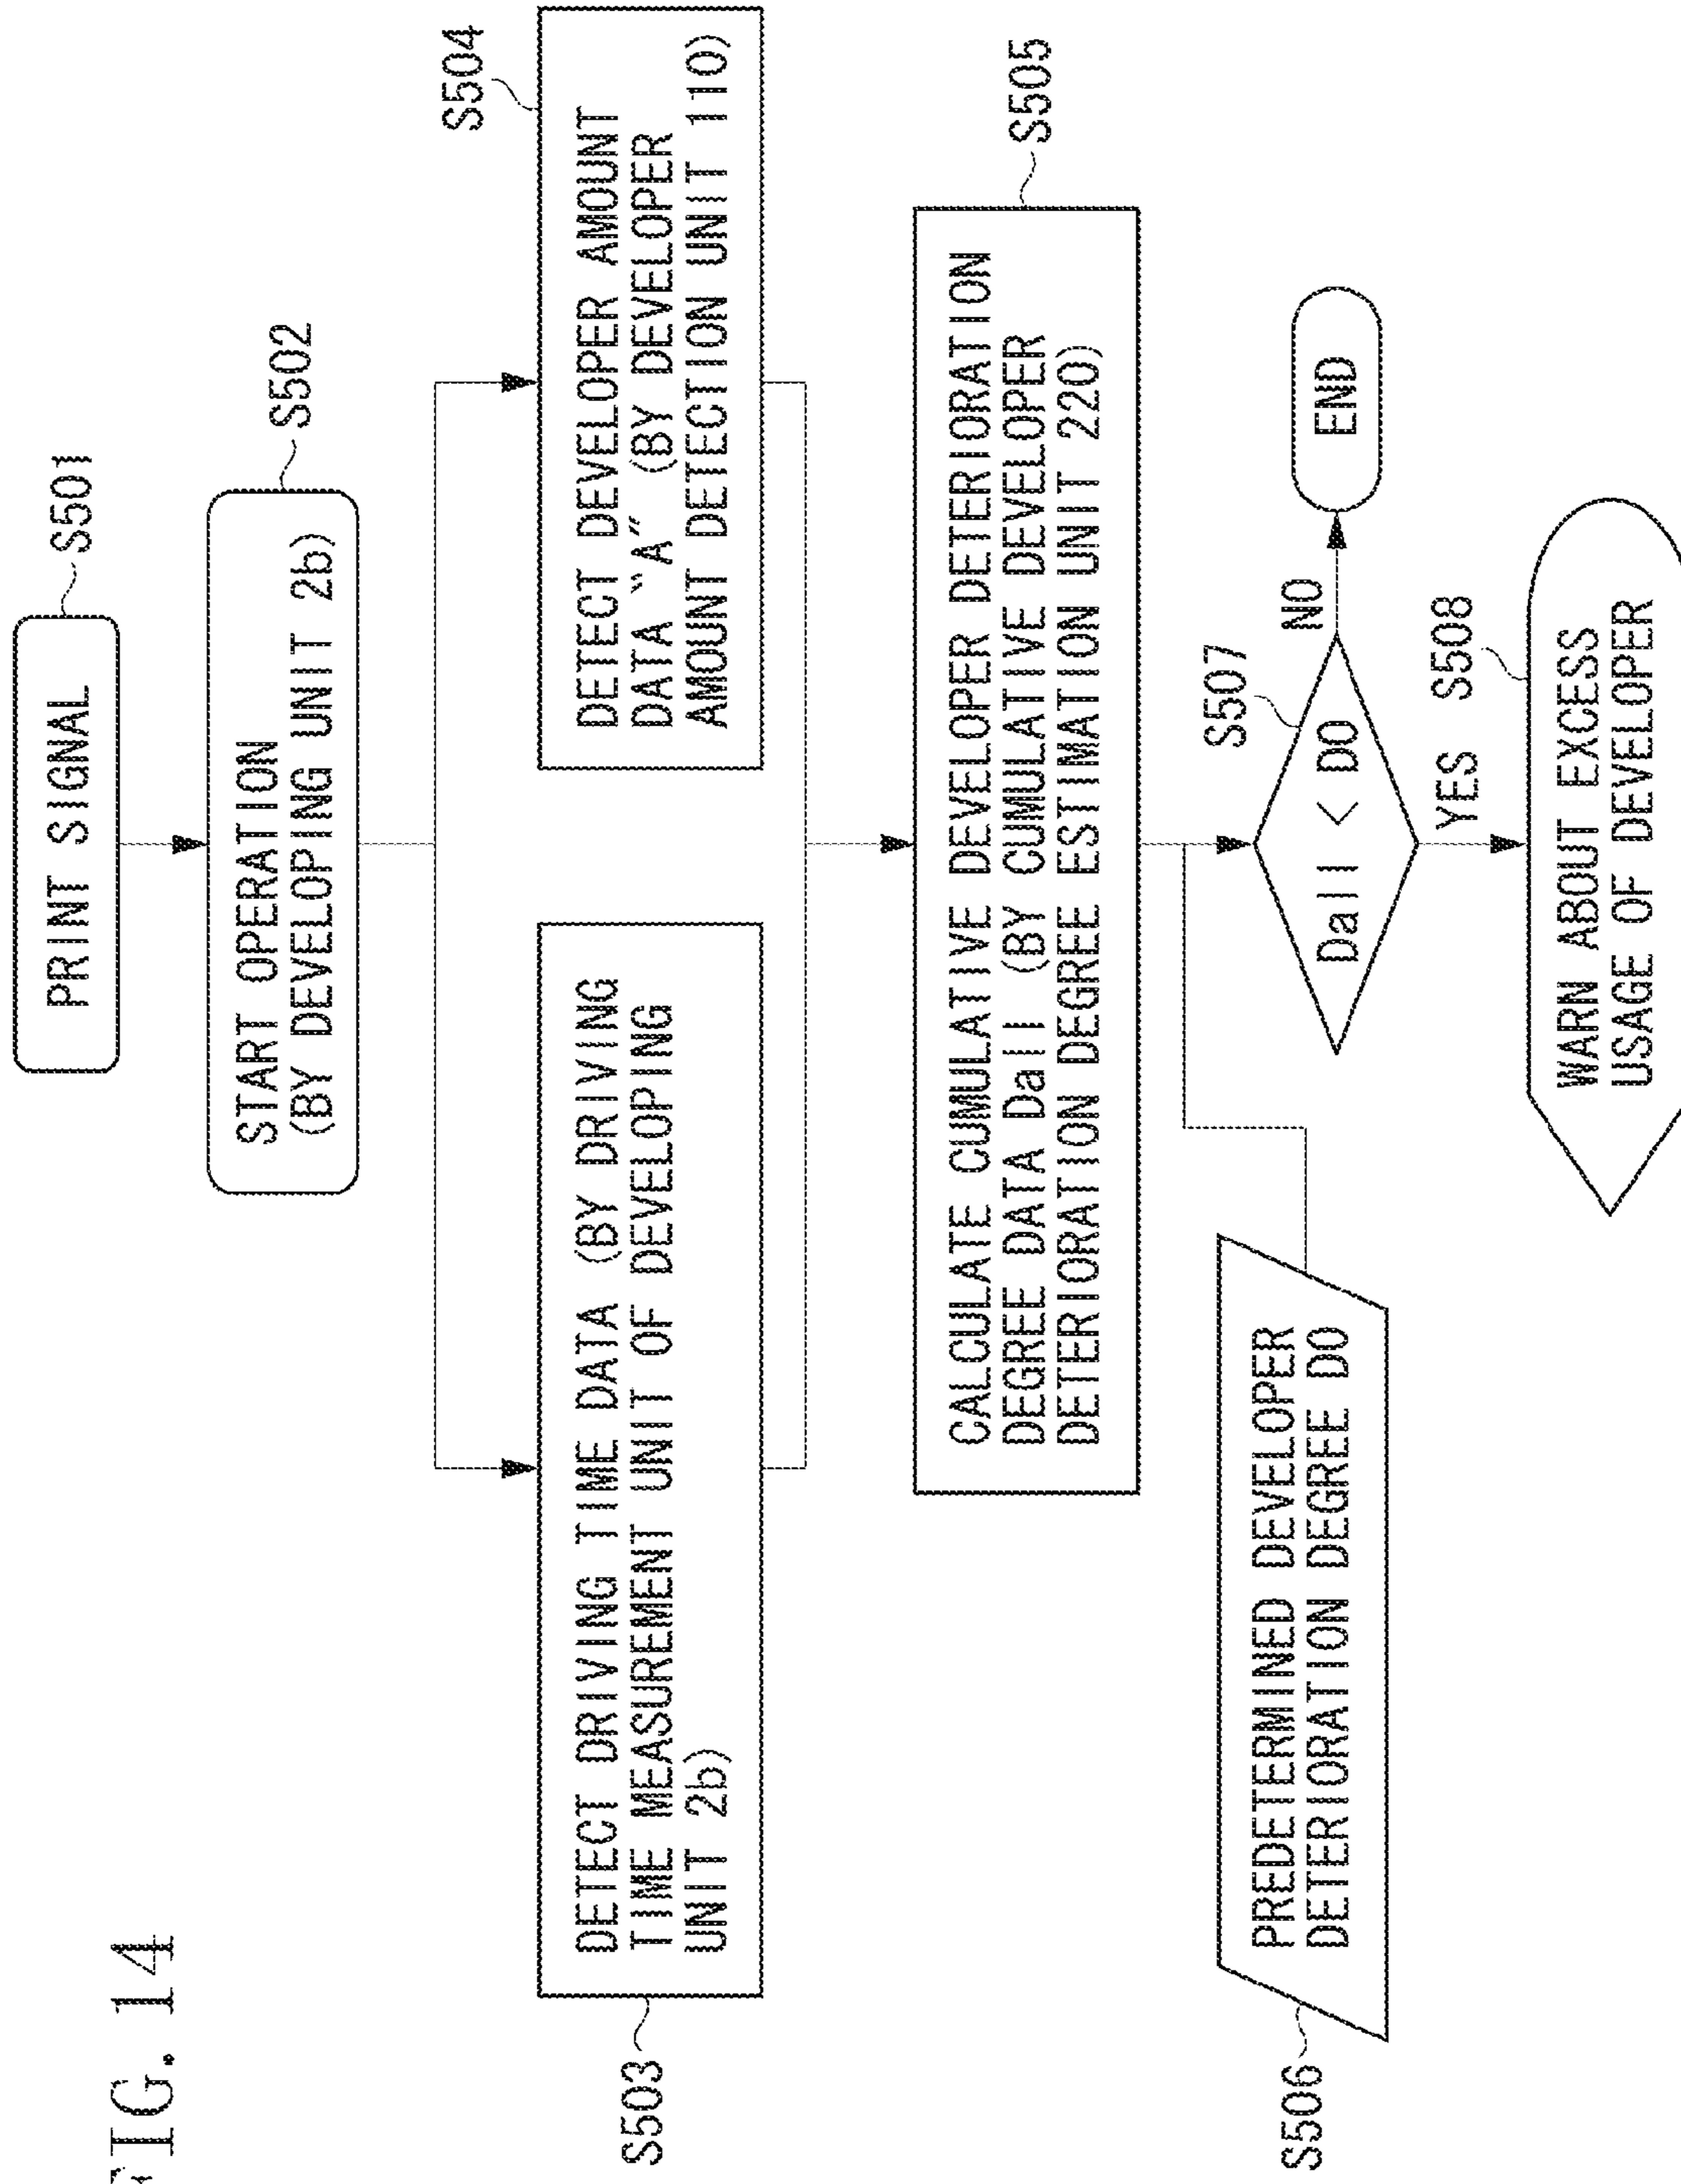 FIG. 14
PRINT SIGNAL
S501
START OPERATION
(BY DEVELOPING UNIT 2b)
S502
S503
DETECT DRIVING TIME DATA (BY DRIVING
TIME MEASUREMENT UNIT OF DEVELOPING
UNIT 2b)
S504
DETECT DEVELOPER AMOUNT
DATA “A” (BY DEVELOPER
AMOUNT DETECTION UNIT 110)
S505
CALCULATE CUMULATIVE DEVELOPER DETERIORATION
DEGREE DATA Dall (BY CUMULATIVE DEVELOPER
DETERIORATION DEGREE ESTIMATION UNIT 220)
S506
PREDETERMINED DEVELOPER
DETERIORATION DEGREE D0
S507
Dall < D0
NO
END
YES
S508
WARN ABOUT EXCESS
USAGE OF DEVELOPER